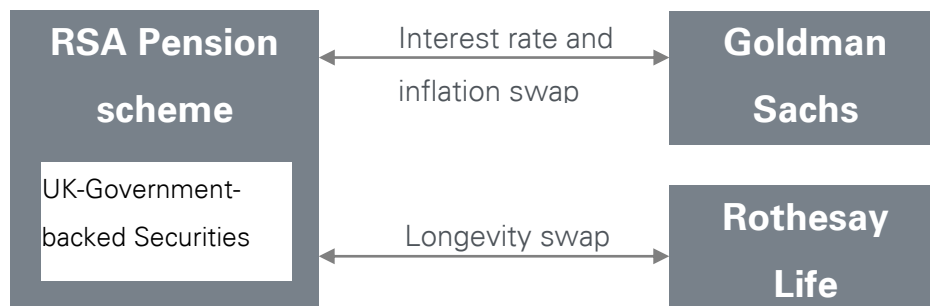 RSA Pension
scheme
UK-Government-
backed Securities
Interest rate and
inflation swap
Longevity swap
Goldman
Sachs
Rothesay
Life